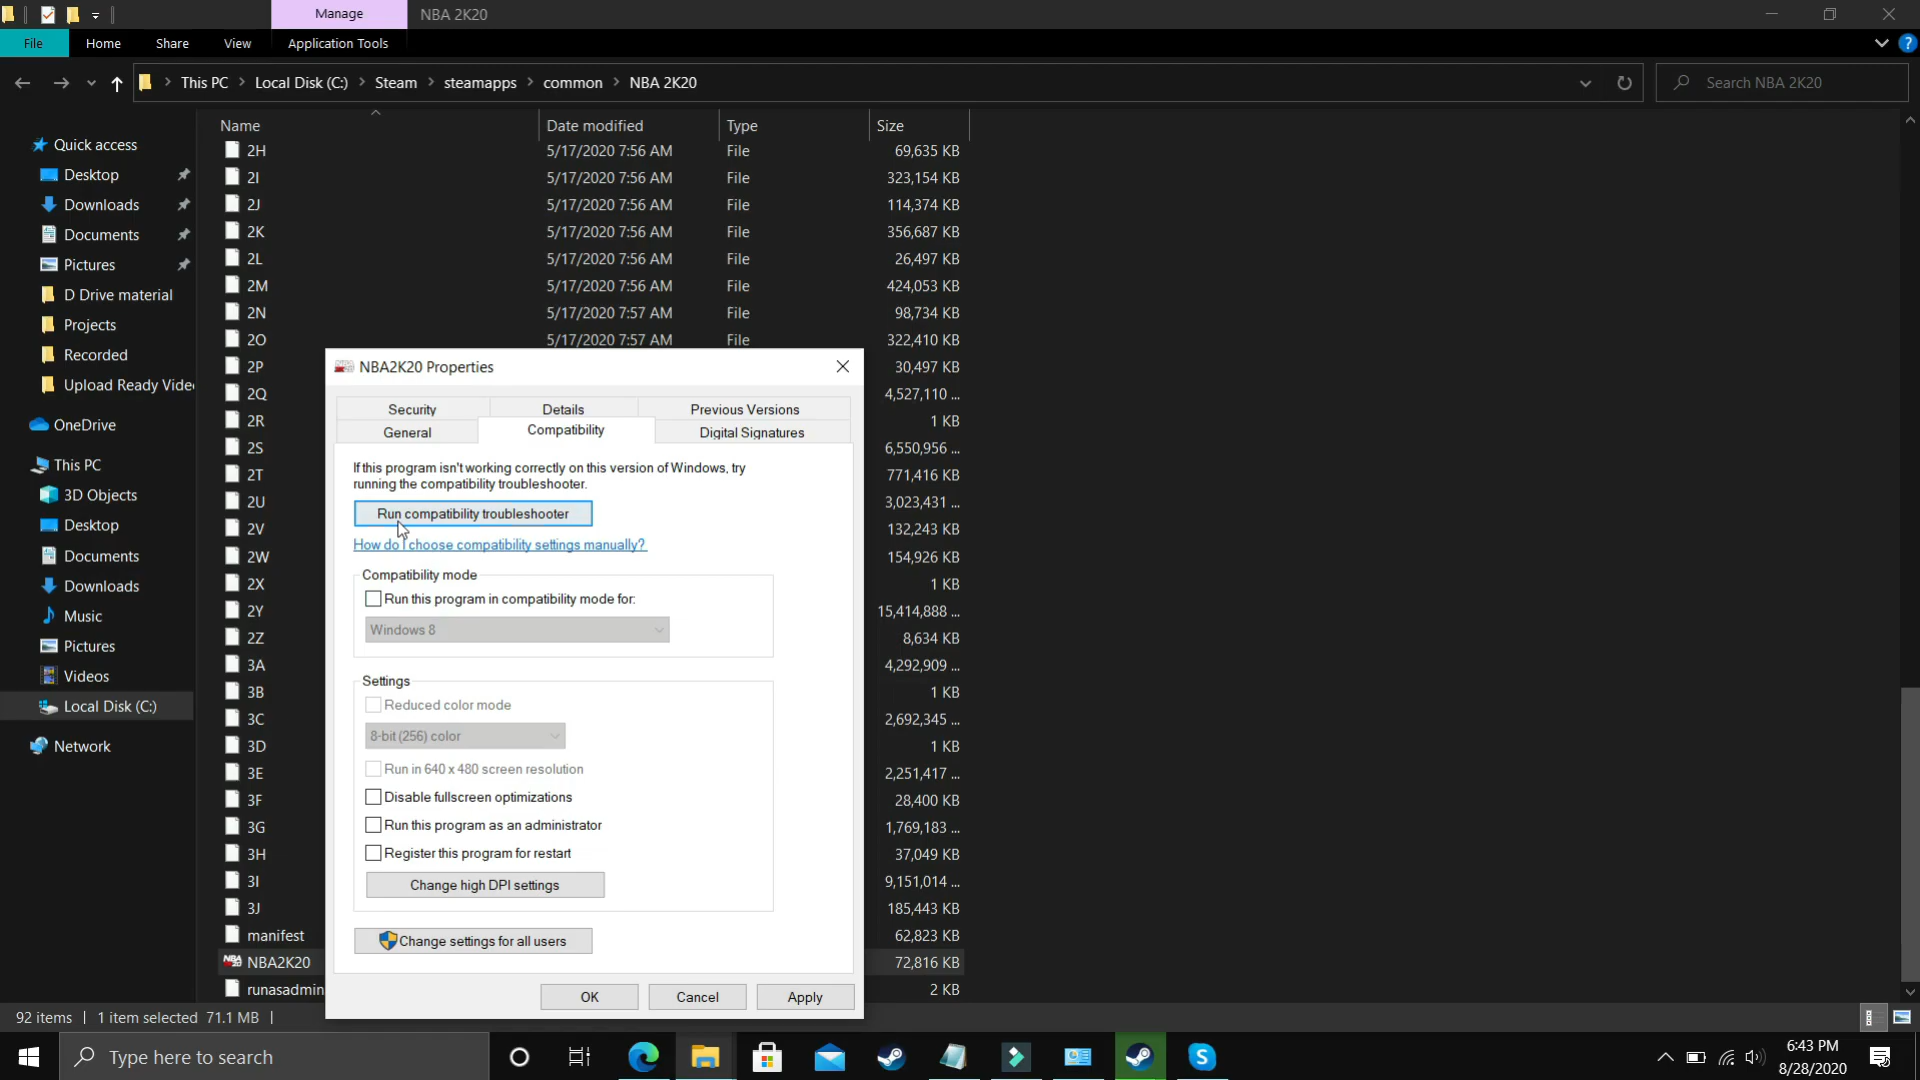 Manage
NBA 2K20
File
Home
Share
View
Application Tools
This PC
Local Disk (C:)
Steam
steamapps
common
NBA 2K20
Search NBA 2K20
Name
Date modified
Type
Size
Quick access
Desktop
Downloads
Documents
Pictures
D Drive material
Projects
Recorded
Upload Ready Vide
OneDrive
This PC
3D Objects
Desktop
Documents
Downloads
Music
Pictures
Videos
Local Disk (C:)
Network
2H 5/17/2020 7:56 AM File 69,635 KB
2I 5/17/2020 7:56 AM File 323,154 KB
2J 5/17/2020 7:56 AM File 114,374 KB
2K 5/17/2020 7:56 AM File 356,687 KB
2L 5/17/2020 7:56 AM File 26,497 KB
2M 5/17/2020 7:56 AM File 424,053 KB
2N 5/17/2020 7:57 AM File 98,734 KB
2O 5/17/2020 7:57 AM File 322,410 KB
2P 30,497 KB
2Q 4,527,110 ...
2R 1 KB
2S 6,550,956 ...
2T 771,416 KB
2U 3,023,431 ...
2V 132,243 KB
2W 154,926 KB
2X 1 KB
2Y 15,414,888 ...
2Z 8,634 KB
3A 4,292,909 ...
3B 1 KB
3C 2,692,345 ...
3D 1 KB
3E 2,251,417 ...
3F 28,400 KB
3G 1,769,183 ...
3H 37,049 KB
3I 9,151,014 ...
3J 185,443 KB
manifest 62,823 KB
NBA2K20 72,816 KB
runasadmin 2 KB
NBA2K20 Properties
Security
Details
Previous Versions
General
Compatibility
Digital Signatures
If this program isn't working correctly on this version of Windows, try
running the compatibility troubleshooter.
Run compatibility troubleshooter
How do I choose compatibility settings manually?
Compatibility mode
Run this program in compatibility mode for:
Windows 8
Settings
Reduced color mode
8-bit (256) color
Run in 640 x 480 screen resolution
Disable fullscreen optimizations
Run this program as an administrator
Register this program for restart
Change high DPI settings
Change settings for all users
OK
Cancel
Apply
92 items
1 item selected 71.1 MB
Type here to search
6:43 PM
8/28/2020